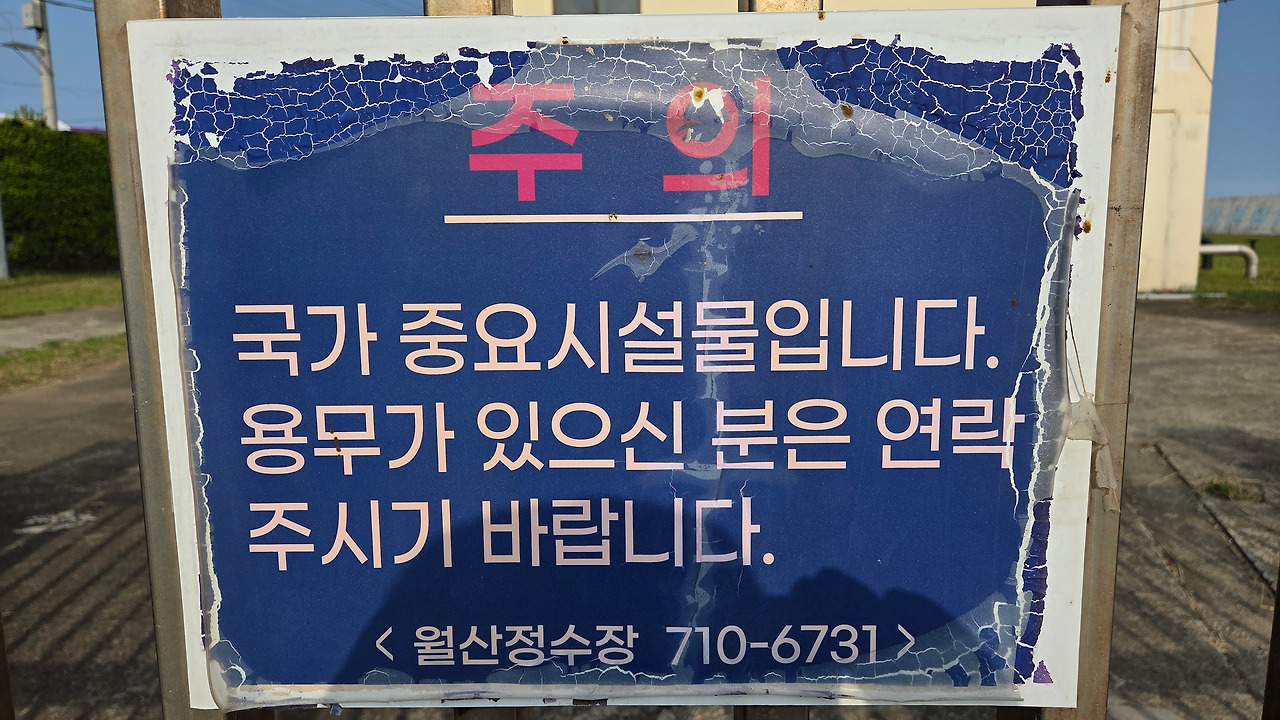 주 의
국가 중요시설물입니다.
용무가 있으신 분은 연락
주시기 바랍니다.
< 월산정수장 710-6731 >